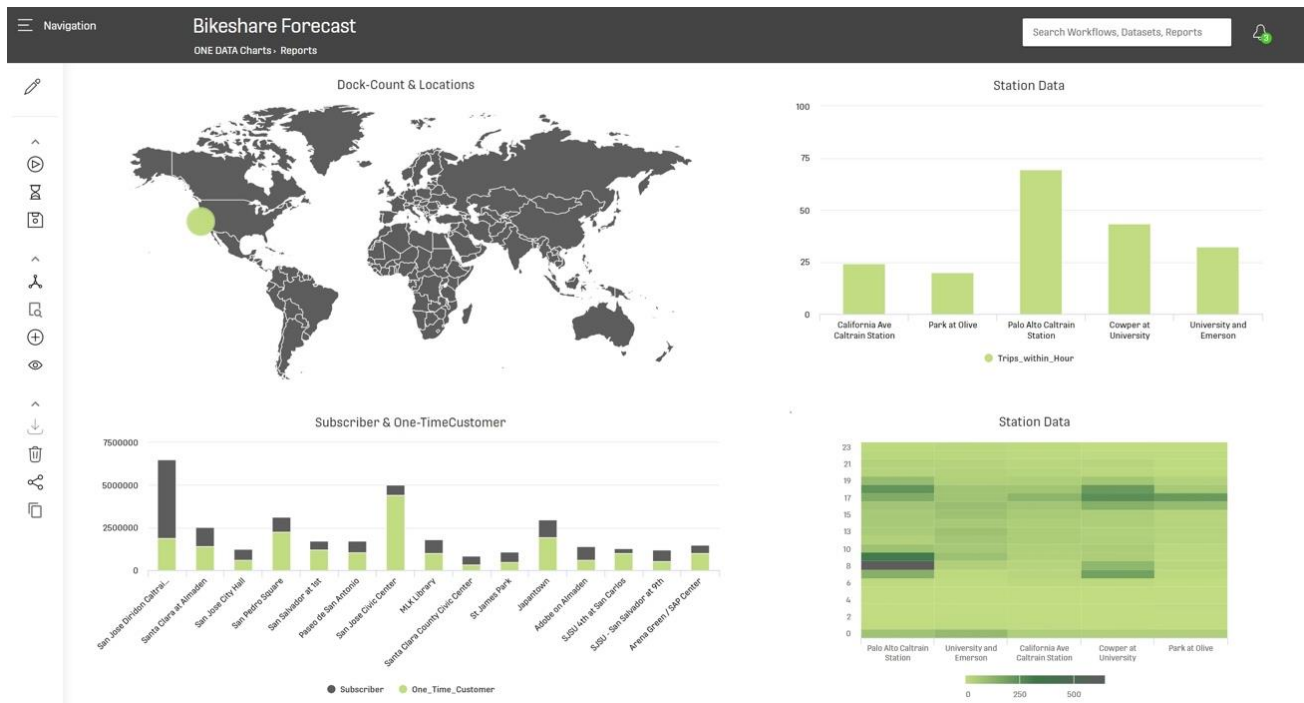 Navigation
Bikeshare Forecast
ONE DATA Charts › Reports
Search Workflows, Datasets, Reports
3
Dock-Count & Locations
Station Data
100
75
50
25
0
California Ave
Caltrain Station
Park at Olive
Palo Alto Caltrain
Station
Cowper at
University
University and
Emerson
Trips_within_Hour
Subscriber & One-TimeCustomer
7500000
5000000
2500000
0
San Jose Diridon Caltrai...
Santa Clara at Almaden
San Jose City Hall
San Pedro Square
San Salvador at 1st
Paseo de San Antonio
San Jose Civic Center
MLK Library
Santa Clara County Civic Center
St James Park
Japantown
Adobe on Almaden
SJSU 4th at San Carlos
SJSU - San Salvador at 9th
Arena Green / SAP Center
Subscriber
One_Time_Customer
Station Data
23
21
19
17
15
13
10
8
6
4
2
0
Palo Alto Caltrain
Station
University and
Emerson
California Ave
Caltrain Station
Cowper at
University
Park at Olive
0
250
500